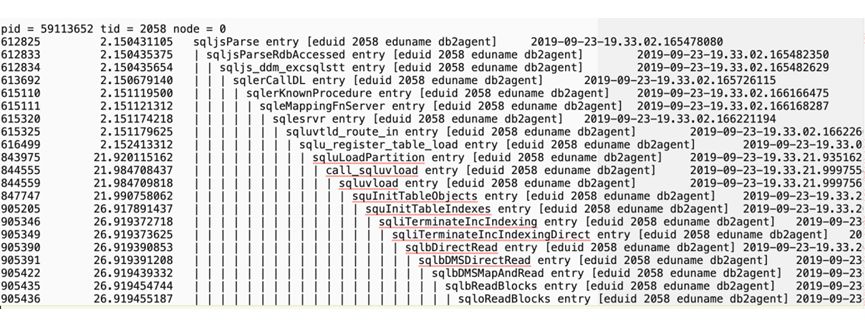 pid = 59113652 tid = 2058 node = 0
612825 2.150431105 sqljsParse entry [eduid 2058 eduname db2agent] 2019-09-23-19.33.02.165478080
612833 2.150435375 | sqljsParseRdbAccessed entry [eduid 2058 eduname db2agent] 2019-09-23-19.33.02.165482350
612834 2.150435654 | | sqljs_ddm_excsqlstt entry [eduid 2058 eduname db2agent] 2019-09-23-19.33.02.165482629
613692 2.150679140 | | | sqlerCallDL entry [eduid 2058 eduname db2agent] 2019-09-23-19.33.02.165726115
615110 2.151119500 | | | | sqlerKnownProcedure entry [eduid 2058 eduname db2agent] 2019-09-23-19.33.02.166166475
615111 2.151121312 | | | | | sqleMappingFnServer entry [eduid 2058 eduname db2agent] 2019-09-23-19.33.02.166168287
615320 2.151174218 | | | | | | sqlesrvr entry [eduid 2058 eduname db2agent] 2019-09-23-19.33.02.166221194
615325 2.151179625 | | | | | | | sqluvtld_route_in entry [eduid 2058 eduname db2agent] 2019-09-23-19.33.02.166226
616499 2.152413312 | | | | | | | | sqlu_register_table_load entry [eduid 2058 eduname db2agent] 2019-09-23-19.33.0
843975 21.920115162 | | | | | | | | | sqluLoadPartition entry [eduid 2058 eduname db2agent] 2019-09-23-19.33.21.935162
844555 21.984708437 | | | | | | | | | | call_sqluvload entry [eduid 2058 eduname db2agent] 2019-09-23-19.33.21.999755
844559 21.984709818 | | | | | | | | | | | sqluvload entry [eduid 2058 eduname db2agent] 2019-09-23-19.33.21.999756
847747 21.990758062 | | | | | | | | | | | | squInitTableObjects entry [eduid 2058 eduname db2agent] 2019-09-23-19.33.2
905205 26.917891437 | | | | | | | | | | | | | squInitTableIndexes entry [eduid 2058 eduname db2agent] 2019-09-23-19.33.2
905346 26.919372718 | | | | | | | | | | | | | | sqliTerminateIncIndexing entry [eduid 2058 eduname db2agent] 2019-09-23-
905349 26.919373625 | | | | | | | | | | | | | | | sqliTerminateIncIndexingDirect entry [eduid 2058 eduname db2agent] 20
905390 26.919390853 | | | | | | | | | | | | | | | | sqlbDirectRead entry [eduid 2058 eduname db2agent] 2019-09-23-19.33.2
905391 26.919391208 | | | | | | | | | | | | | | | | | sqlbDMSDirectRead entry [eduid 2058 eduname db2agent] 2019-09-23
905422 26.919439332 | | | | | | | | | | | | | | | | | | sqlbDMSMapAndRead entry [eduid 2058 eduname db2agent] 2019-09-23
905435 26.919454744 | | | | | | | | | | | | | | | | | | | sqlbReadBlocks entry [eduid 2058 eduname db2agent] 2019-09-23
905436 26.919455187 | | | | | | | | | | | | | | | | | | | | sqloReadBlocks entry [eduid 2058 eduname db2agent] 2019-09-23